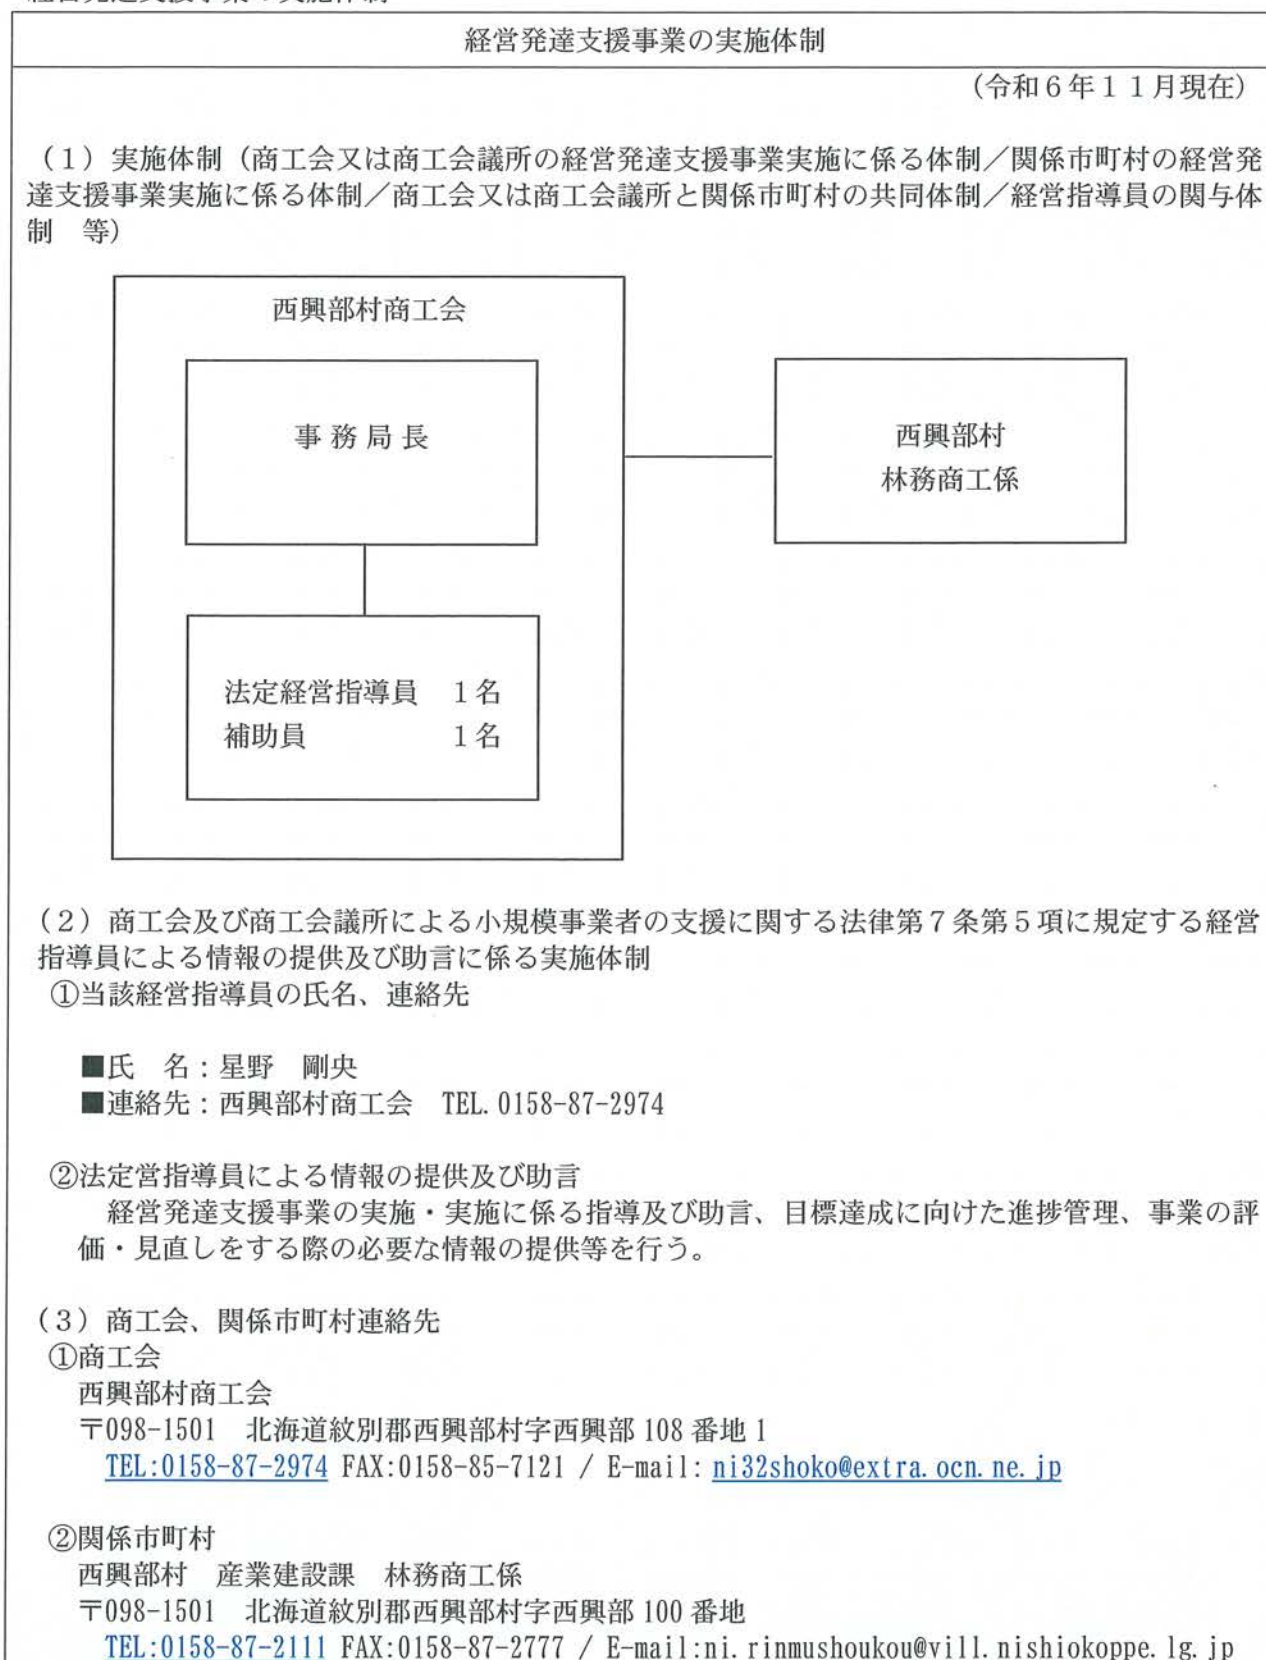 経営発達支援事業の実施体制
経営発達支援事業の実施体制
（令和６年１１月現在）
（１）実施体制（商工会又は商工会議所の経営発達支援事業実施に係る体制／関係市町村の経営発
達支援事業実施に係る体制／商工会又は商工会議所と関係市町村の共同体制／経営指導員の関与体
制　等）
西興部村商工会
事 務 局 長
西興部村
林務商工係
法定経営指導員　１名
補助員　１名
（２）商工会及び商工会議所による小規模事業者の支援に関する法律第７条第５項に規定する経営
指導員による情報の提供及び助言に係る実施体制
①当該経営指導員の氏名、連絡先
■氏　名：星野　剛央
■連絡先：西興部村商工会　TEL.0158-87-2974
②法定営指導員による情報の提供及び助言
経営発達支援事業の実施・実施に係る指導及び助言、目標達成に向けた進捗管理、事業の評
価・見直しをする際の必要な情報の提供等を行う。
（３）商工会、関係市町村連絡先
①商工会
西興部村商工会
〒098-1501　北海道紋別郡西興部村字西興部 108 番地 1
TEL:0158-87-2974 FAX:0158-85-7121 / E-mail: ni32shoko@extra.ocn.ne.jp
②関係市町村
西興部村　産業建設課　林務商工係
〒098-1501　北海道紋別郡西興部村字西興部 100 番地
TEL:0158-87-2111 FAX:0158-87-2777 / E-mail:ni.rinmushoukou@vill.nishiokoppe.lg.jp